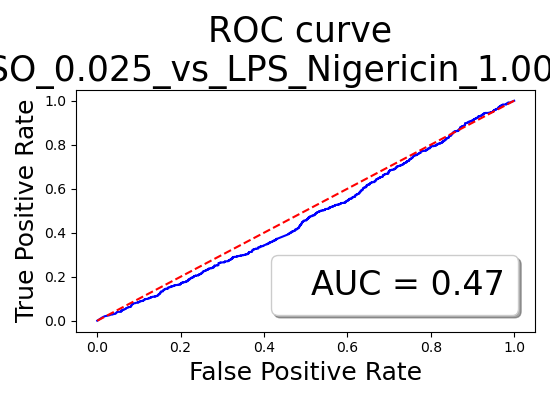 ROC curve
SO_0.025_vs_LPS_Nigericin_1.00
True Positive Rate
1.0
0.8
0.6
0.4
0.2
0.0
AUC = 0.47
0.0 0.2 0.4 0.6 0.8 1.0
False Positive Rate